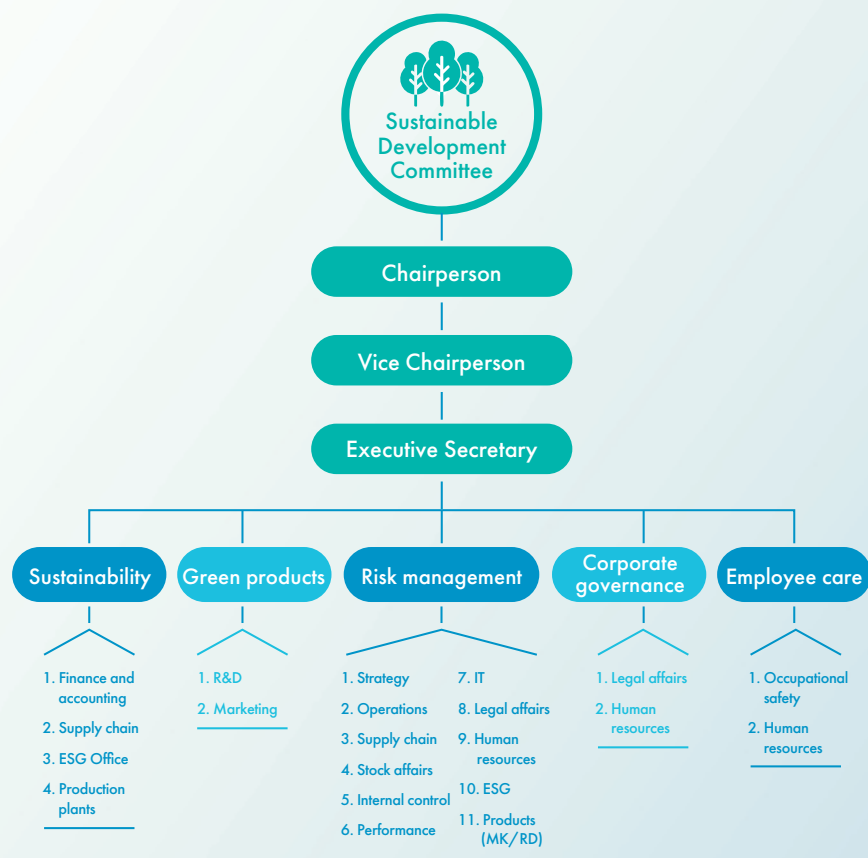 Sustainable
Development
Committee
Chairperson
Vice Chairperson
Executive Secretary
Sustainability
Green products
Risk management
Corporate
governance
Employee care
1. Finance and
accounting
2. Supply chain
3. ESG Office
4. Production
plants
1. R&D
2. Marketing
1. Strategy
2. Operations
3. Supply chain
4. Stock affairs
5. Internal control
6. Performance
7. IT
8. Legal affairs
9. Human
resources
10. ESG
11. Products
(MK/RD)
1. Legal affairs
2. Human
resources
1. Occupational
safety
2. Human
resources